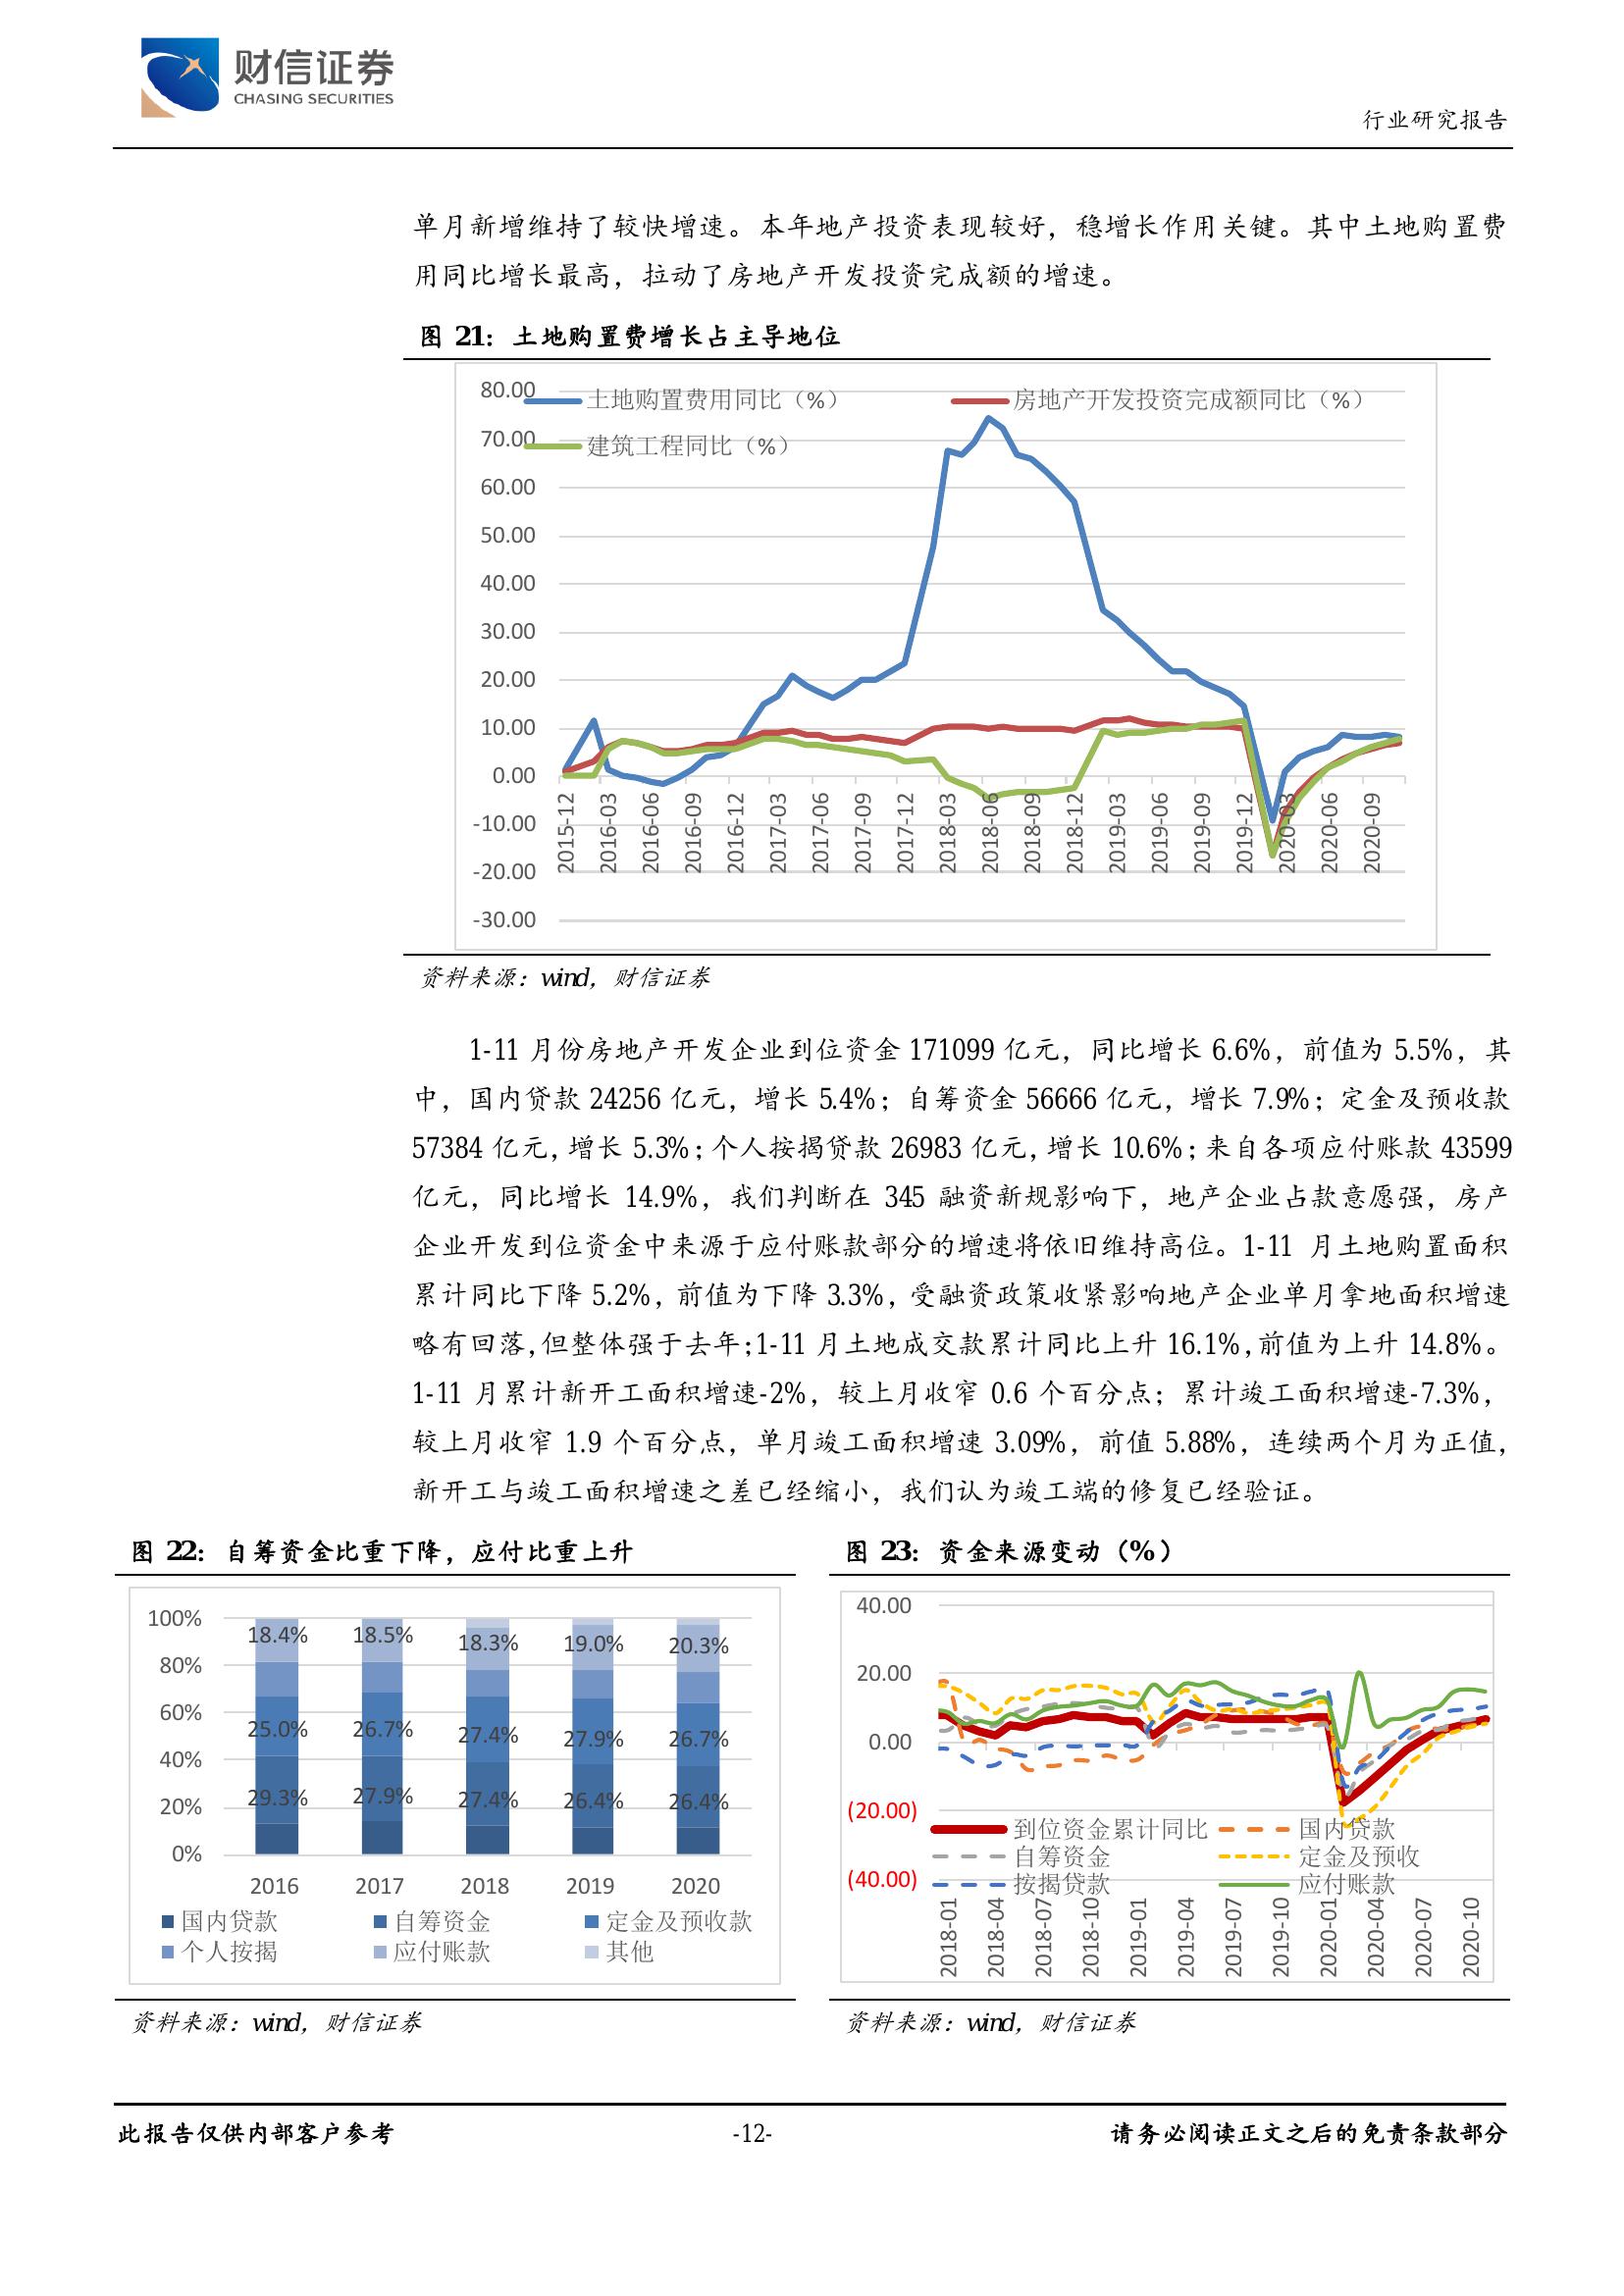 财信证券
CHASING SECURITIES
行业研究报告
单月新增维持了较快增速。本年地产投资表现较好，稳增长作用关键。其中土地购置费
用同比增长最高，拉动了房地产开发投资完成额的增速。
图 21：土地购置费增长占主导地位
80.00
70.00
60.00
50.00
40.00
30.00
20.00
10.00
0.00
-10.00
-20.00
-30.00
土地购置费用同比（%）
房地产开发投资完成额同比（%）
建筑工程同比（%）
2015-12
2016-03
2016-06
2016-09
2016-12
2017-03
2017-06
2017-09
2017-12
2018-03
2018-06
2018-09
2018-12
2019-03
2019-06
2019-09
2019-12
2020-03
2020-06
2020-09
资料来源：wind，财信证券
1-11 月份房地产开发企业到位资金 171099 亿元，同比增长 6.6%，前值为 5.5%，其
中，国内贷款 24256 亿元，增长 5.4%；自筹资金 56666 亿元，增长 7.9%；定金及预收款
57384 亿元，增长 5.3%；个人按揭贷款 26983 亿元，增长 10.6%；来自各项应付账款 43599
亿元，同比增长 14.9%，我们判断在 345 融资新规影响下，地产企业占款意愿强，房产
企业开发到位资金中来源于应付账款部分的增速将依旧维持高位。1-11 月土地购置面积
累计同比下降 5.2%，前值为下降 3.3%，受融资政策收紧影响地产企业单月拿地面积增速
略有回落，但整体强于去年；1-11 月土地成交款累计同比上升 16.1%，前值为上升 14.8%。
1-11 月累计新开工面积增速-2%，较上月收窄 0.6 个百分点；累计竣工面积增速-7.3%，
较上月收窄 1.9 个百分点，单月竣工面积增速 3.09%，前值 5.88%，连续两个月为正值，
新开工与竣工面积增速之差已经缩小，我们认为竣工端的修复已经验证。
图 22：自筹资金比重下降，应付比重上升
100%
80%
60%
40%
20%
0%
18.4% 18.5% 18.3% 19.0% 20.3%
25.0% 26.7% 27.4% 27.9% 26.7%
29.3% 27.9% 27.4% 26.4% 26.4%
2016 2017 2018 2019 2020
国内贷款 自筹资金 定金及预收款
个人按揭 应付账款 其他
资料来源：wind，财信证券
图 23：资金来源变动（%）
40.00
20.00
0.00
(20.00)
(40.00)
到位资金累计同比 国内贷款
自筹资金 定金及预收
按揭贷款 应付账款
2018-01
2018-04
2018-07
2018-10
2019-01
2019-04
2019-07
2019-10
2020-01
2020-04
2020-07
2020-10
资料来源：wind，财信证券
此报告仅供内部客户参考
-12-
请务必阅读正文之后的免责条款部分